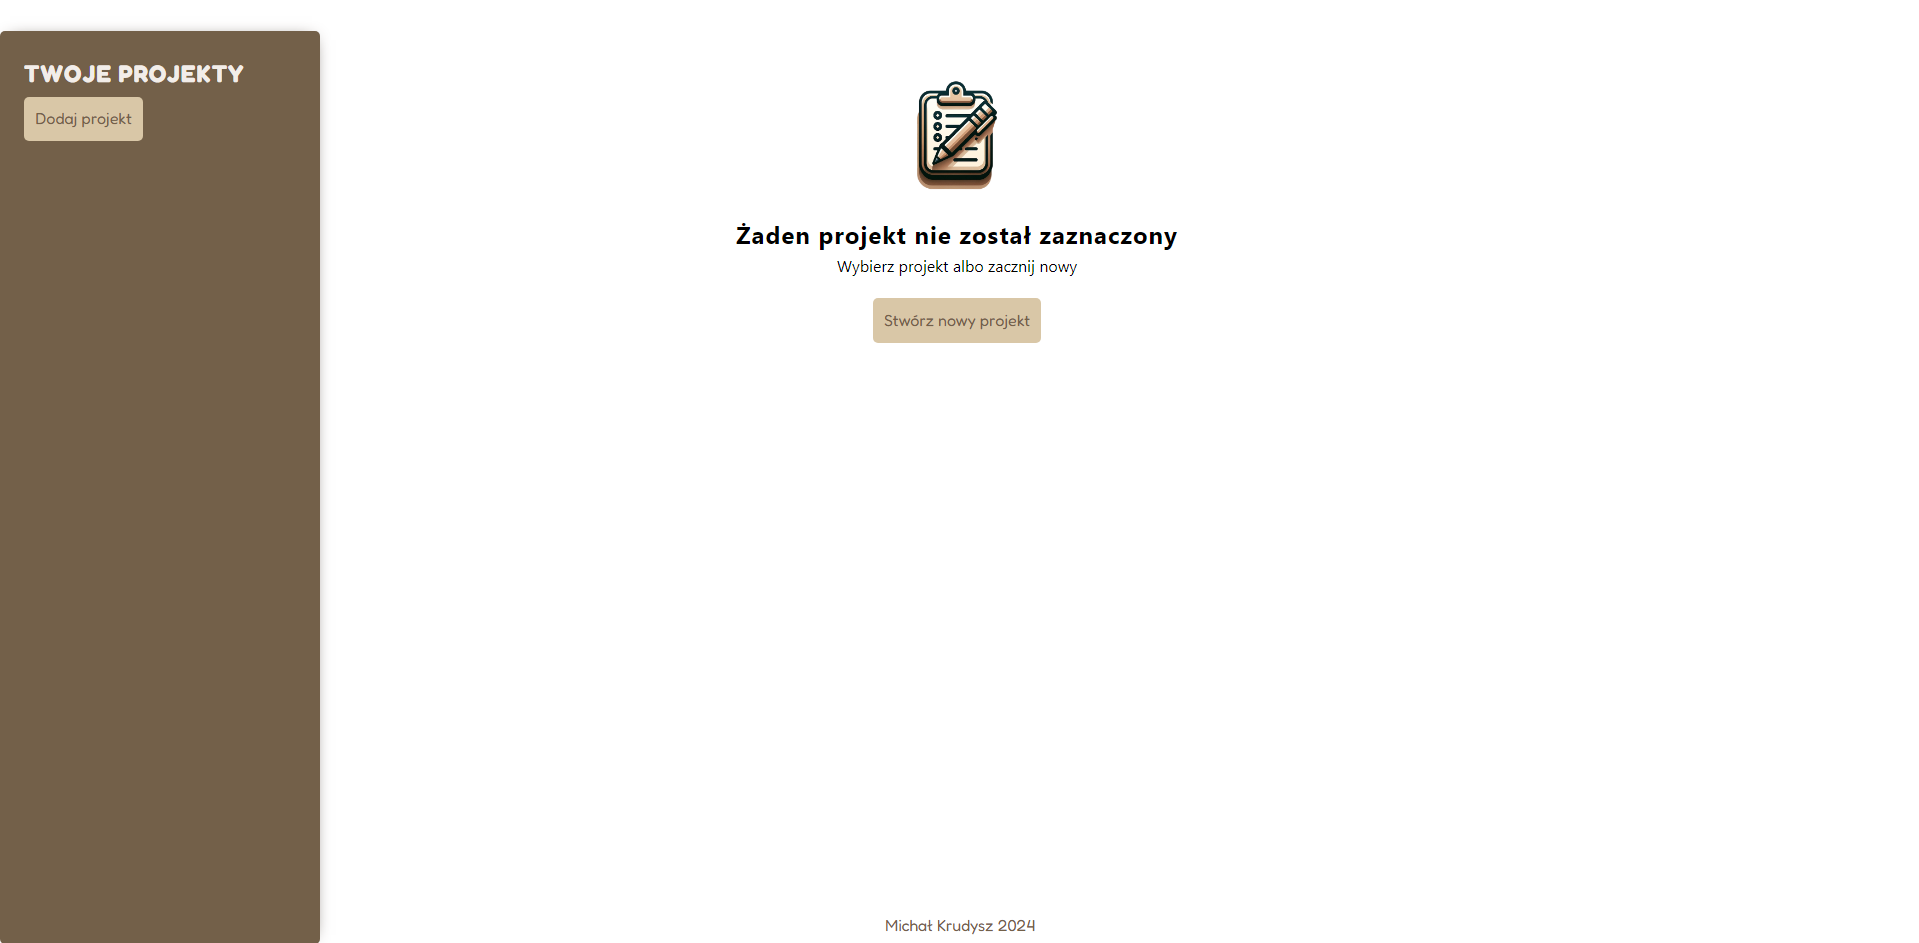 TWOJE PROJEKTY
Dodaj projekt
Żaden projekt nie został zaznaczony
Wybierz projekt albo zacznij nowy
Stwórz nowy projekt
Michał Krudysz 2024